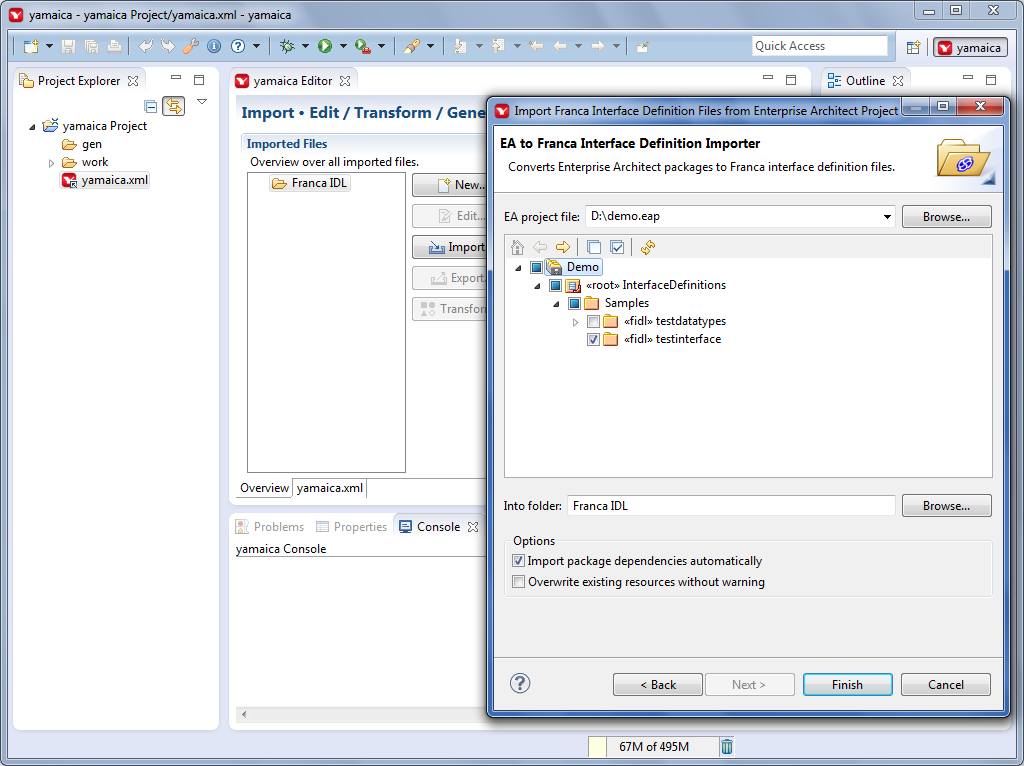 yamaica - yamaica Project/yamaica.xml - yamaica
Quick Access
yamaica
Project Explorer
yamaica Project
gen
work
yamaica.xml
yamaica Editor
Import • Edit / Transform / Gene
Imported Files
Overview over all imported files.
Franca IDL
New...
Edit...
Import
Export
Transfor
Overview
yamaica.xml
Problems
Properties
Console
yamaica Console
Outline
Import Franca Interface Definition Files from Enterprise Architect Project
EA to Franca Interface Definition Importer
Converts Enterprise Architect packages to Franca interface definition files.
EA project file:
D:\demo.eap
Browse...
Demo
«root» InterfaceDefinitions
Samples
«fidl» testdatatypes
«fidl» testinterface
Into folder:
Franca IDL
Browse...
Options
Import package dependencies automatically
Overwrite existing resources without warning
< Back
Next >
Finish
Cancel
67M of 495M